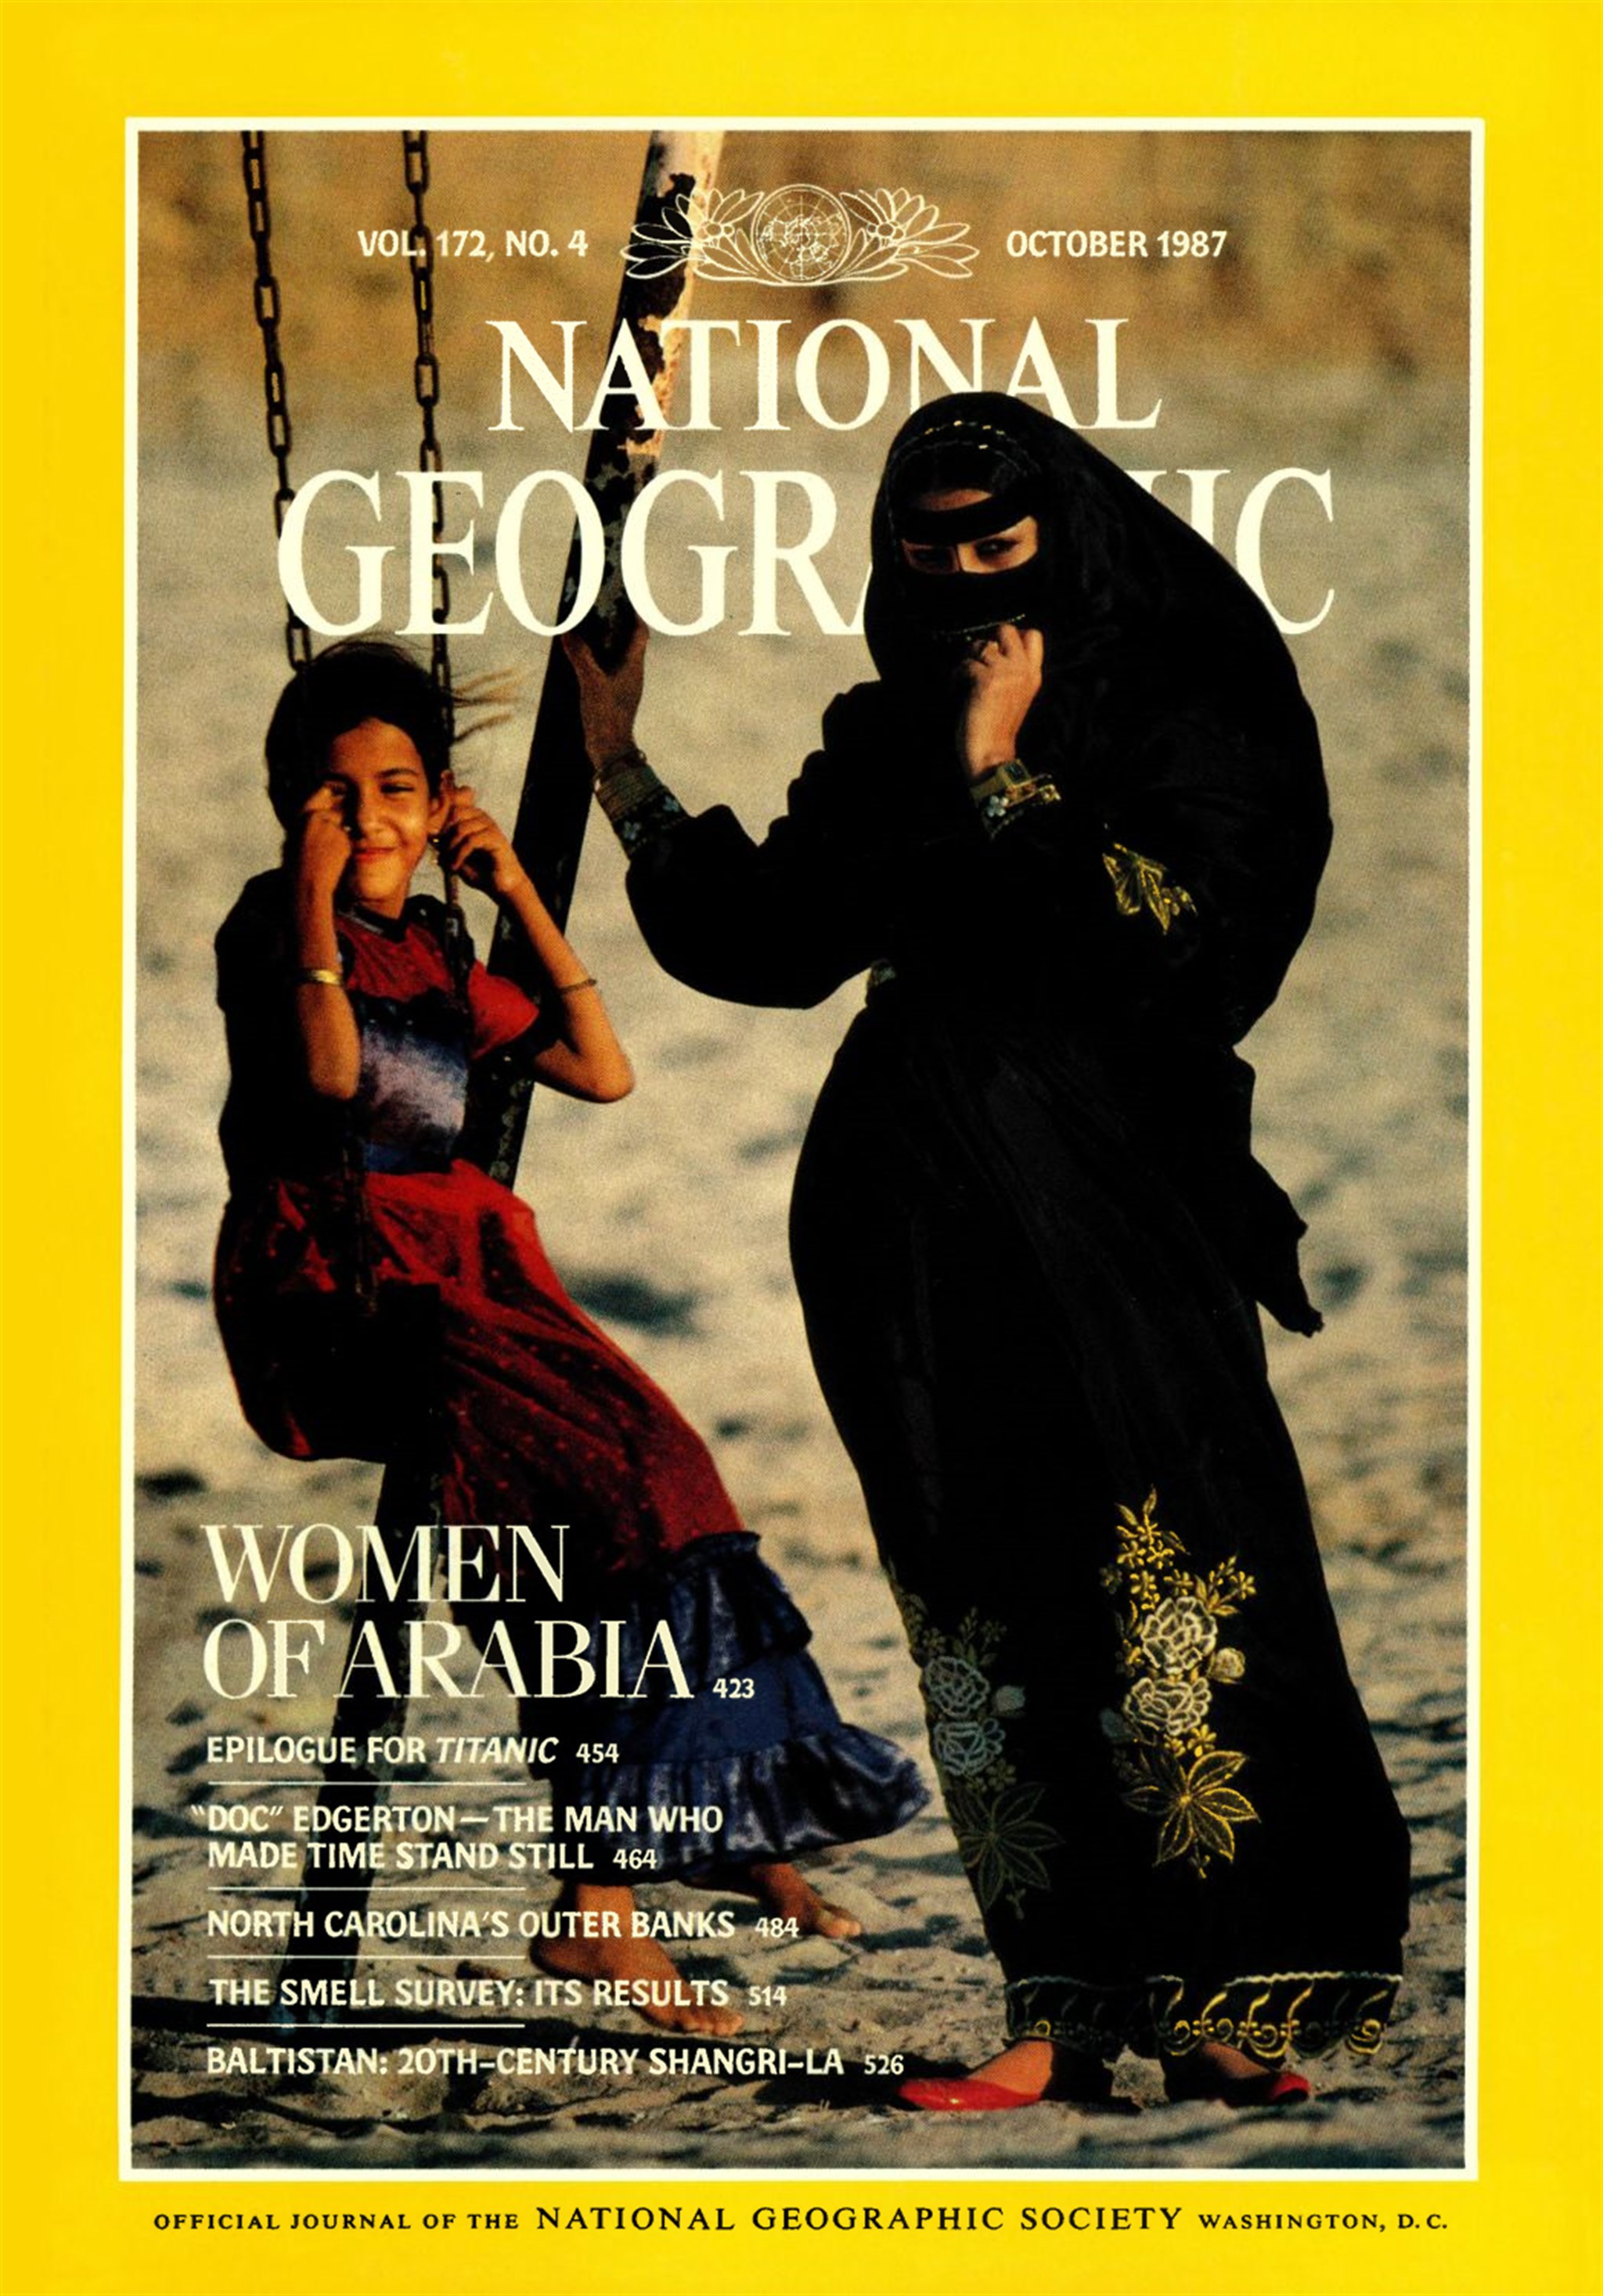 VOL. 172, NO. 4
OCTOBER 1987
NATIONAL
GEOGRAPHIC
WOMEN
OF ARABIA 423
EPILOGUE FOR TITANIC 454
"DOC" EDGERTON—THE MAN WHO
MADE TIME STAND STILL 464
NORTH CAROLINA'S OUTER BANKS 484
THE SMELL SURVEY: ITS RESULTS 514
BALTISTAN: 20TH-CENTURY SHANGRI-LA 526
OFFICIAL JOURNAL OF THE NATIONAL GEOGRAPHIC SOCIETY WASHINGTON, D.C.